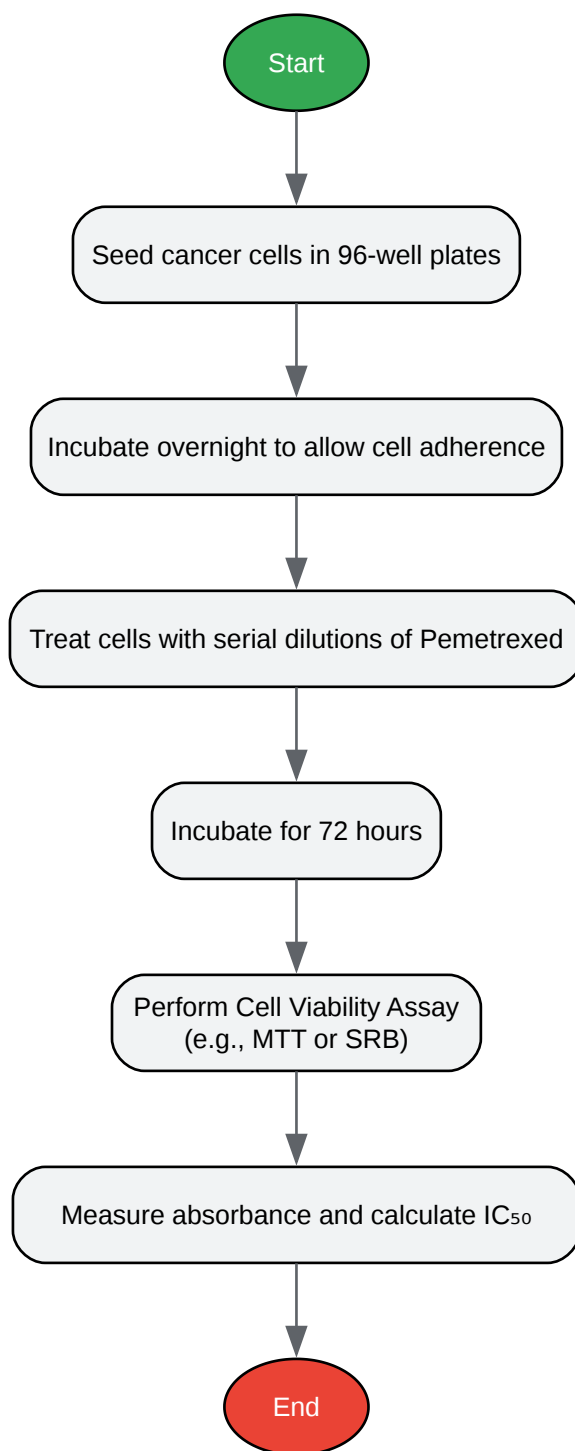 Start
Seed cancer cells in 96-well plates
Incubate overnight to allow cell adherence
Treat cells with serial dilutions of Pemetrexed
Incubate for 72 hours
Perform Cell Viability Assay
(e.g., MTT or SRB)
Measure absorbance and calculate IC₅₀
End